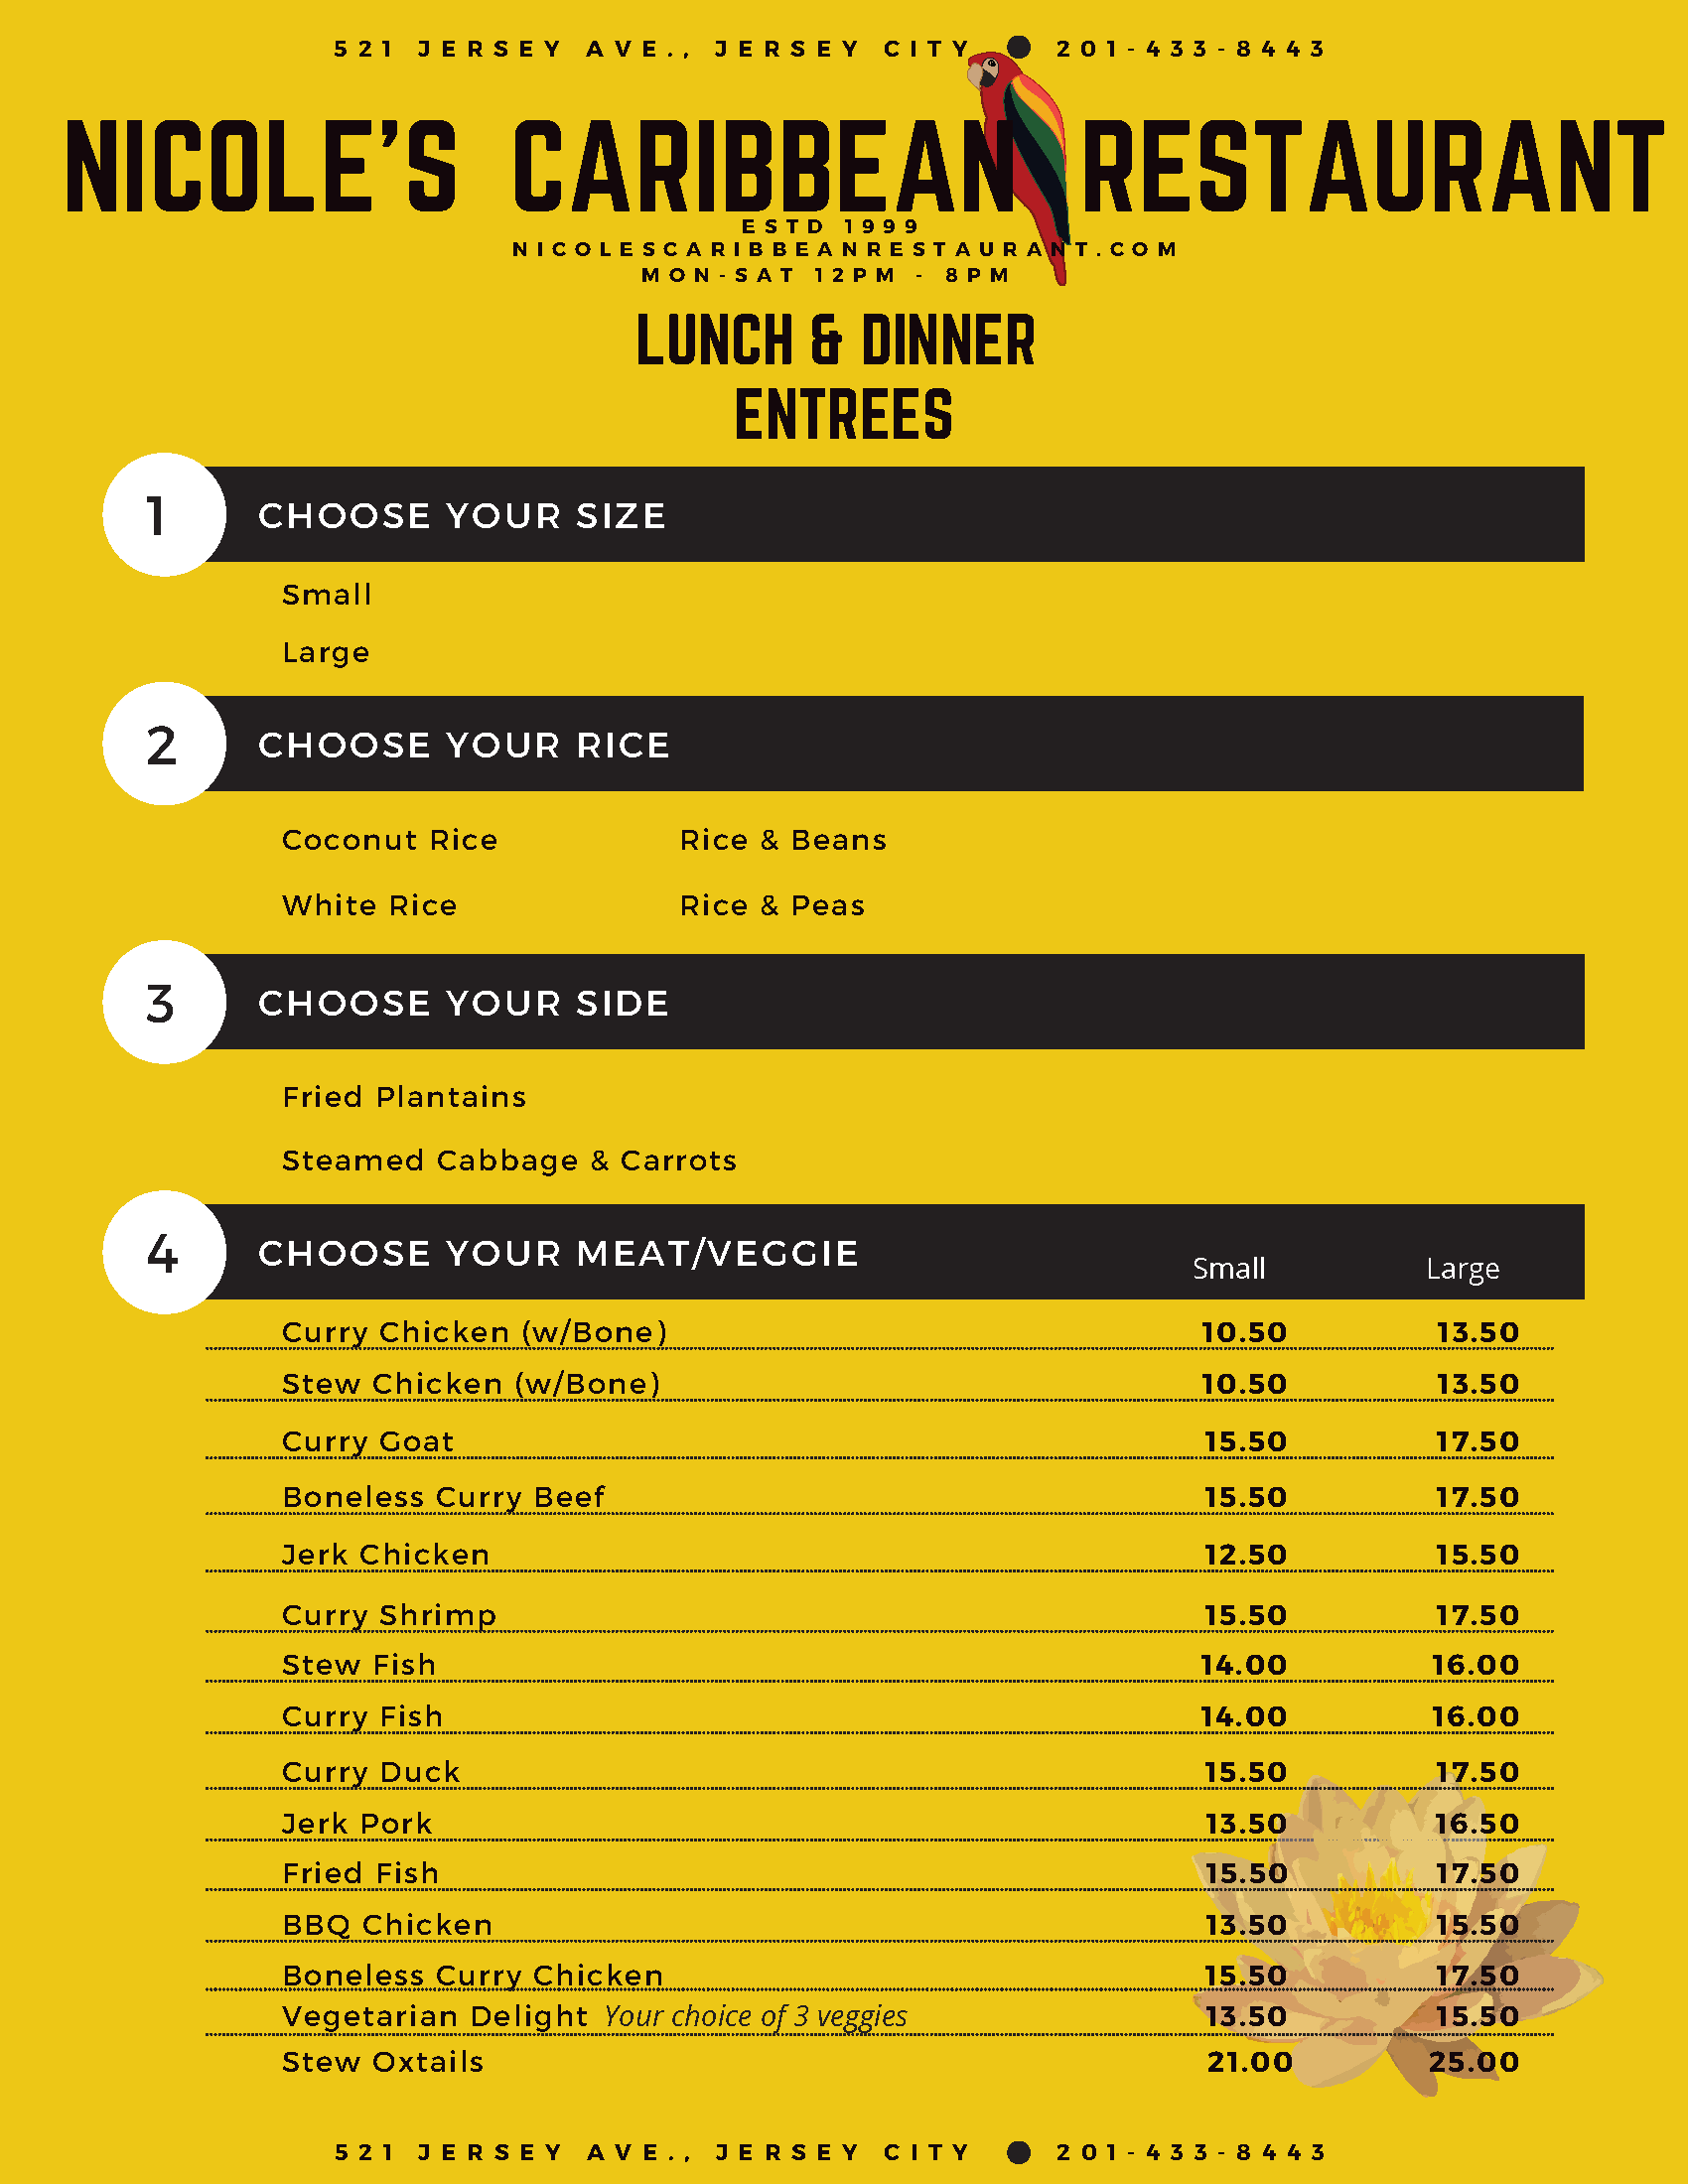 521 JERSEY AVE., JERSEY CITY ● 201-433-8443
NICOLE'S CARIBBEAN RESTAURANT
ESTD 1999
NICOLESCARIBBEANRESTAURANT.COM
MON-SAT 12PM - 8PM
LUNCH & DINNER
ENTREES
1 CHOOSE YOUR SIZE
Small
Large
2 CHOOSE YOUR RICE
Coconut Rice Rice & Beans
White Rice Rice & Peas
3 CHOOSE YOUR SIDE
Fried Plantains
Steamed Cabbage & Carrots
4 CHOOSE YOUR MEAT/VEGGIE Small Large
Curry Chicken (w/Bone) 10.50 13.50
Stew Chicken (w/Bone) 10.50 13.50
Curry Goat 15.50 17.50
Boneless Curry Beef 15.50 17.50
Jerk Chicken 12.50 15.50
Curry Shrimp 15.50 17.50
Stew Fish 14.00 16.00
Curry Fish 14.00 16.00
Curry Duck 15.50 17.50
Jerk Pork 13.50 16.50
Fried Fish 15.50 17.50
BBQ Chicken 13.50 15.50
Boneless Curry Chicken 15.50 17.50
Vegetarian Delight Your choice of 3 veggies 13.50 15.50
Stew Oxtails 21.00 25.00
521 JERSEY AVE., JERSEY CITY ● 201-433-8443